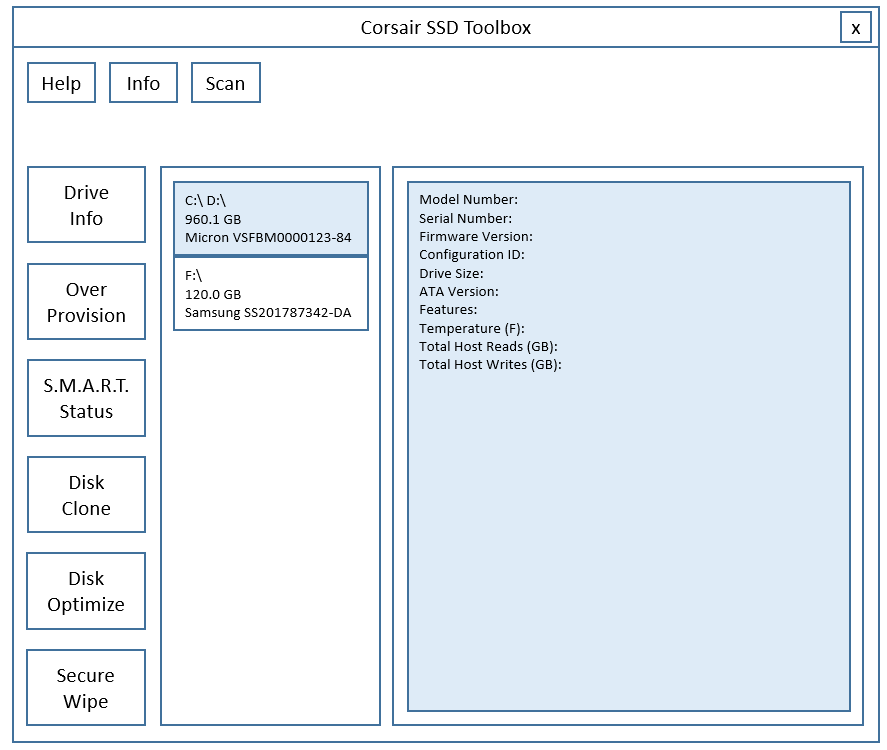 Corsair SSD Toolbox
x
Help
Info
Scan
Drive
Info
Over
Provision
S.M.A.R.T.
Status
Disk
Clone
Disk
Optimize
Secure
Wipe
C:\ D:\
960.1 GB
Micron VSFBM0000123-84
F:\
120.0 GB
Samsung SS201787342-DA
Model Number:
Serial Number:
Firmware Version:
Configuration ID:
Drive Size:
ATA Version:
Features:
Temperature (F):
Total Host Reads (GB):
Total Host Writes (GB):